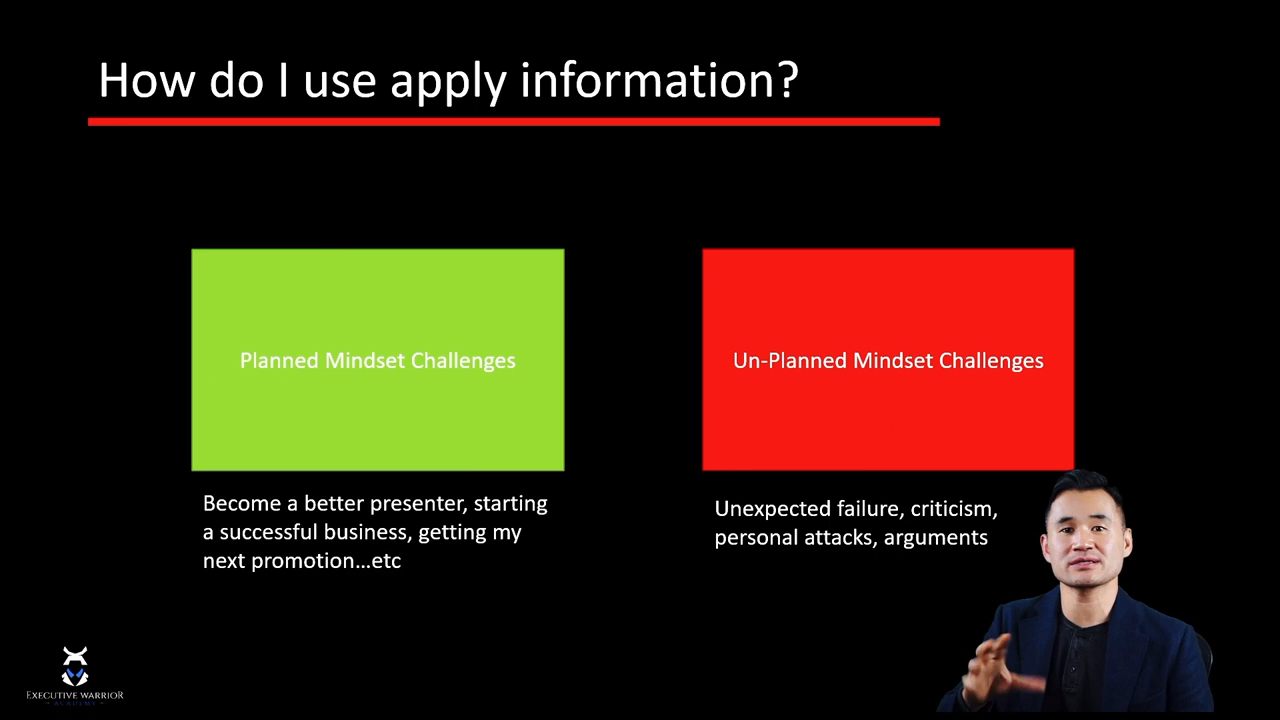 How do I use apply information?
Planned Mindset Challenges
Un-Planned Mindset Challenges
Become a better presenter, starting
a successful business, getting my
next promotion...etc
Unexpected failure, criticism,
personal attacks, arguments
EXECUTIVE WARRIOR
ACADEMY